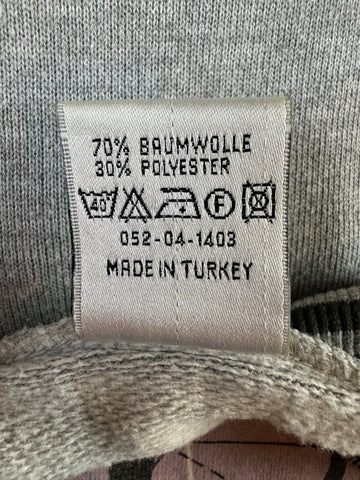 70% BAUMWOLLE
30% POLYESTER
40 F
052-04-1403
MADE IN TURKEY